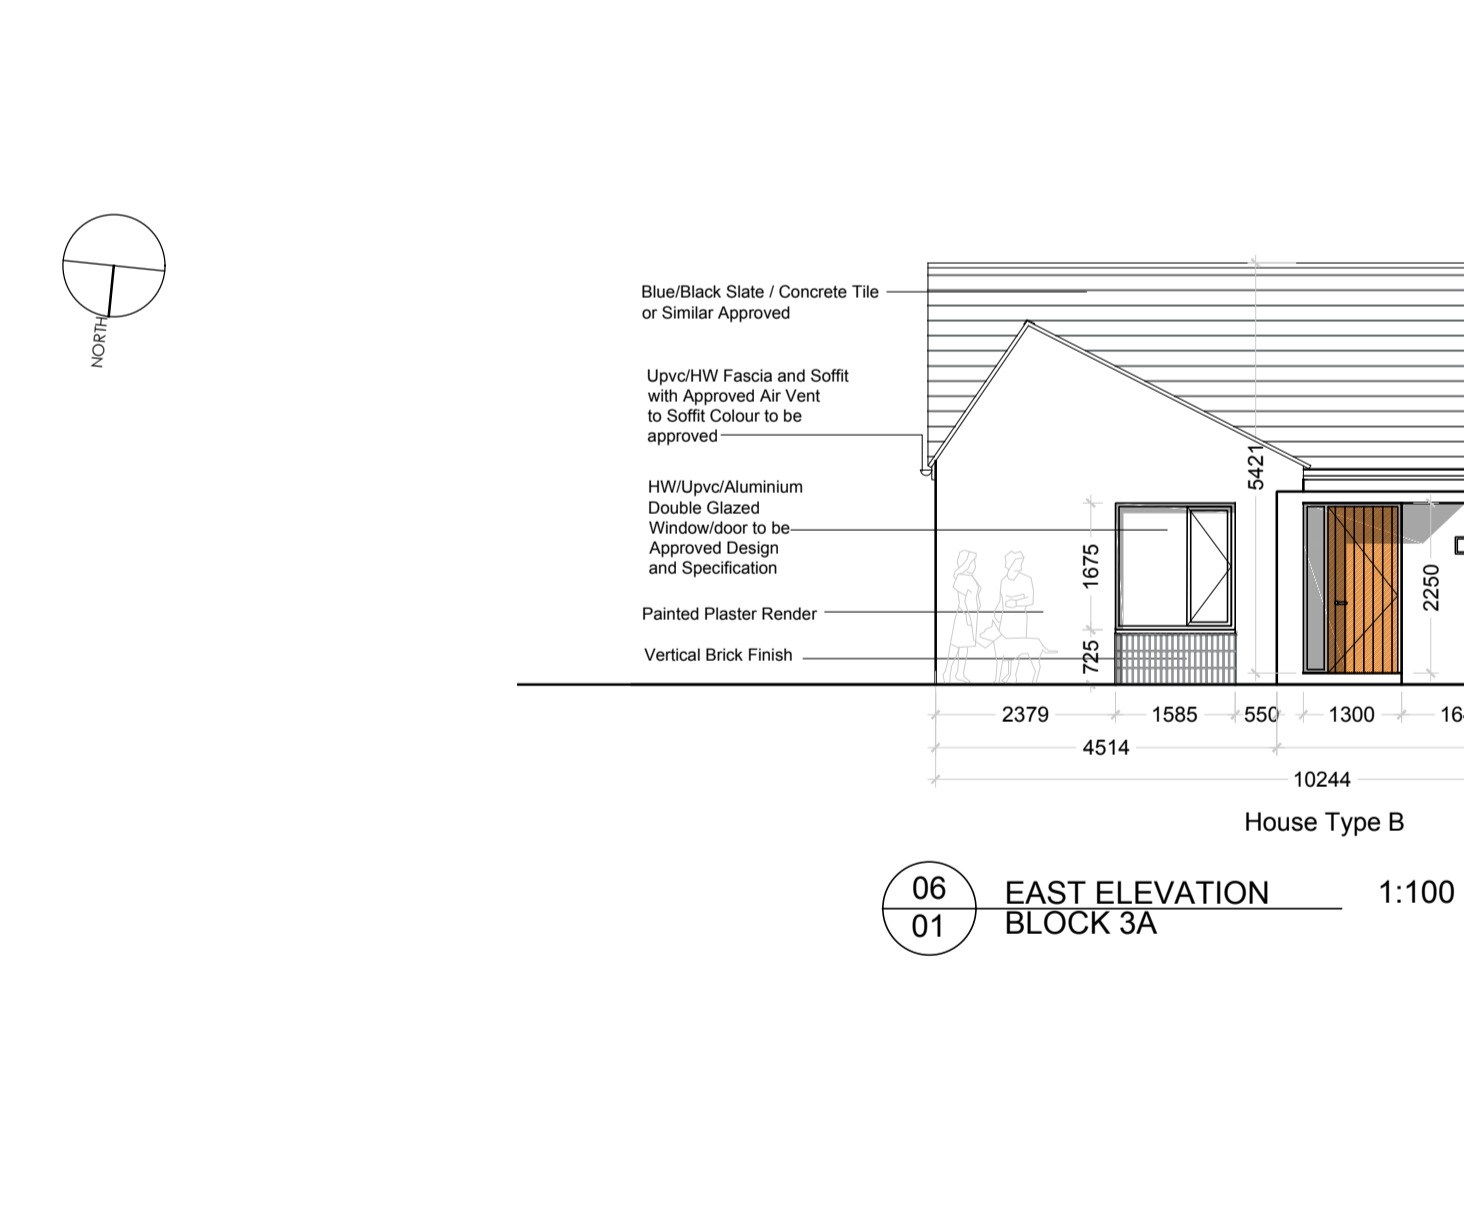 NORTH
Blue/Black Slate / Concrete Tile
or Similar Approved
Upvc/HW Fascia and Soffit
with Approved Air Vent
to Soffit Colour to be
approved
HW/Upvc/Aluminium
Double Glazed
Window/door to be
Approved Design
and Specification
Painted Plaster Render
Vertical Brick Finish
5421
1675
725
2250
2379 1585 550 1300
4514
10244
House Type B
06 EAST ELEVATION 1:100
01 BLOCK 3A